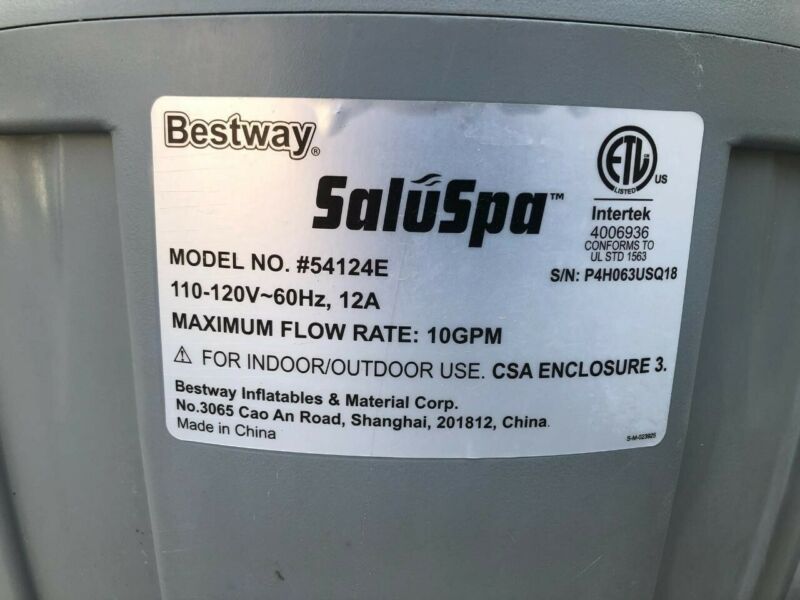 Bestway®
SaluSpa™
ETL
LISTED
US
Intertek
4006936
CONFORMS TO
UL STD 1563
S/N: P4H063USQ18
MODEL NO. #54124E
110-120V~60Hz, 12A
MAXIMUM FLOW RATE: 10GPM
⚠ FOR INDOOR/OUTDOOR USE. CSA ENCLOSURE 3.
Bestway Inflatables & Material Corp.
No.3065 Cao An Road, Shanghai, 201812, China.
Made in China
S-M-023925